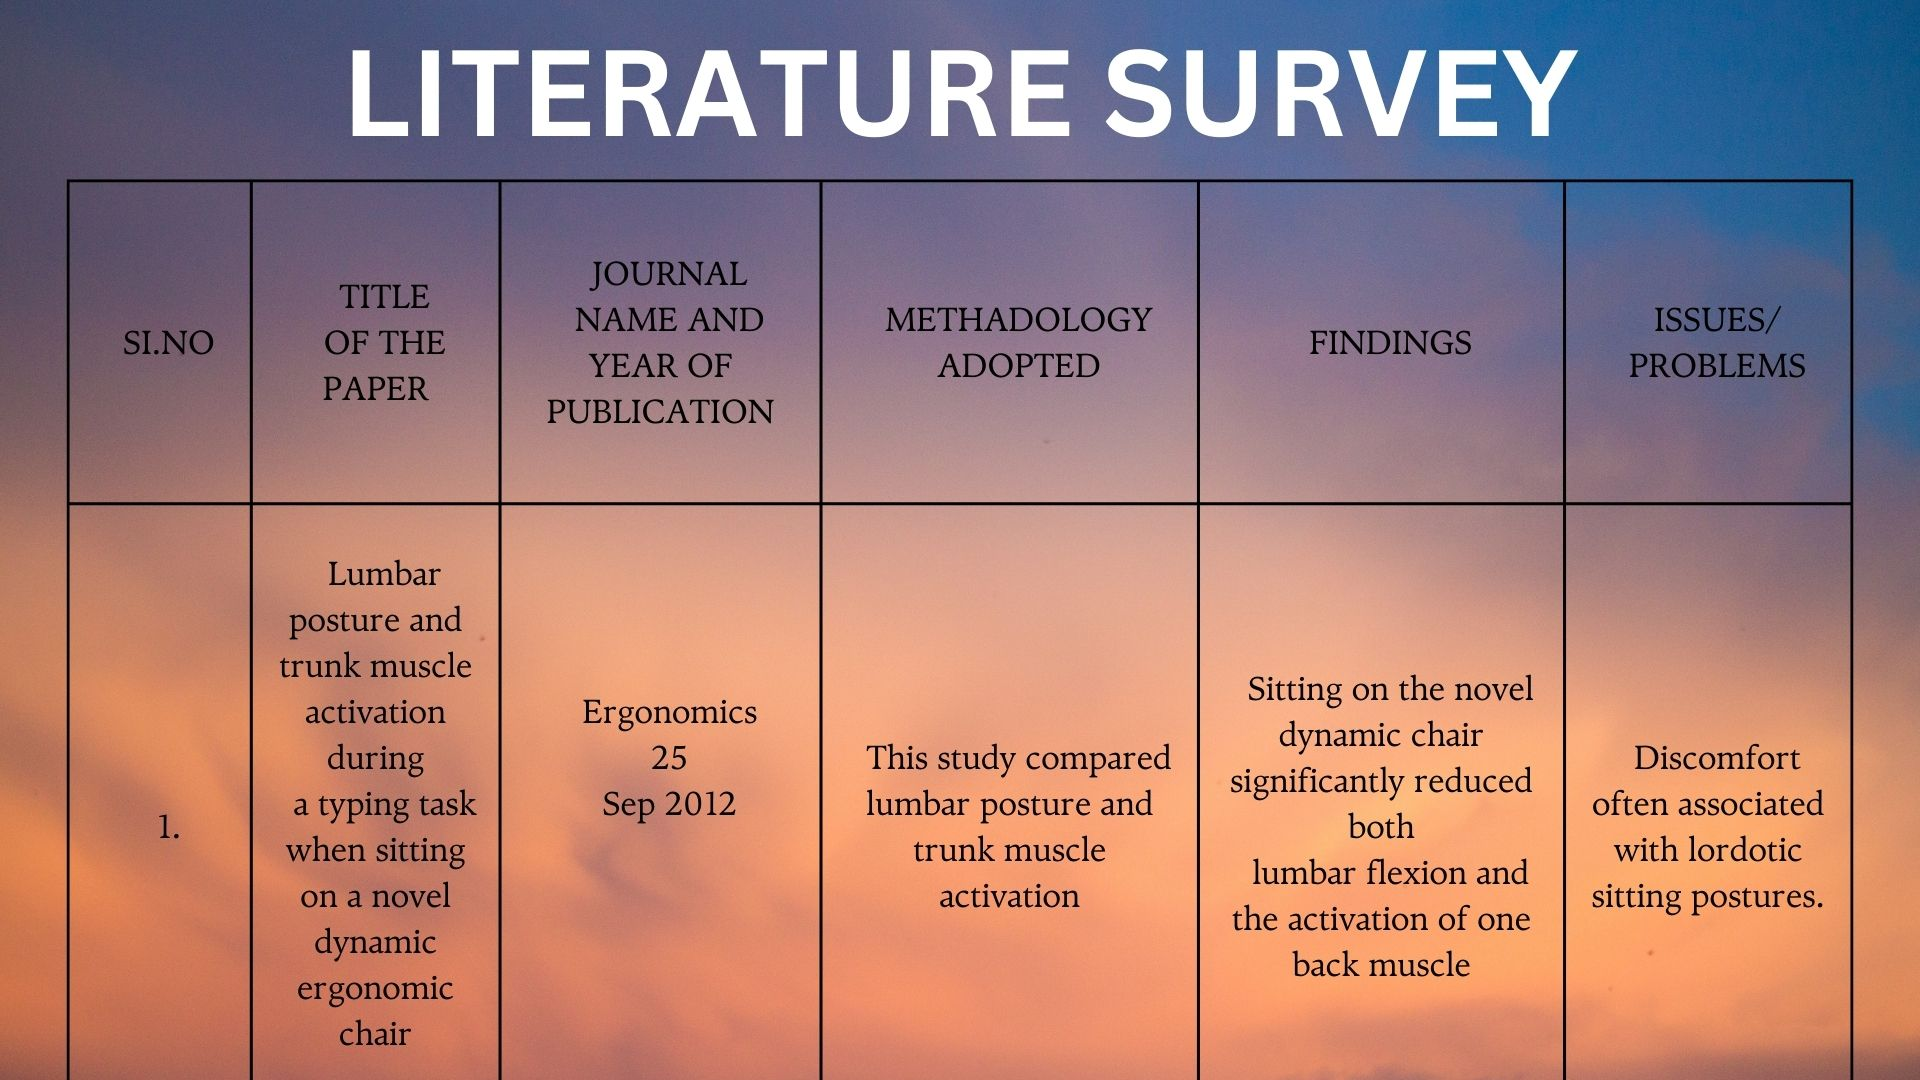 LITERATURE SURVEY
SI.NO
TITLE
OF THE
PAPER
JOURNAL
NAME AND
YEAR OF
PUBLICATION
METHADOLOGY
ADOPTED
FINDINGS
ISSUES/
PROBLEMS
1.
Lumbar
posture and
trunk muscle
activation
during
a typing task
when sitting
on a novel
dynamic
ergonomic
chair
Ergonomics
25
Sep 2012
This study compared
lumbar posture and
trunk muscle
activation
Sitting on the novel
dynamic chair
significantly reduced
both
lumbar flexion and
the activation of one
back muscle
Discomfort
often associated
with lordotic
sitting postures.